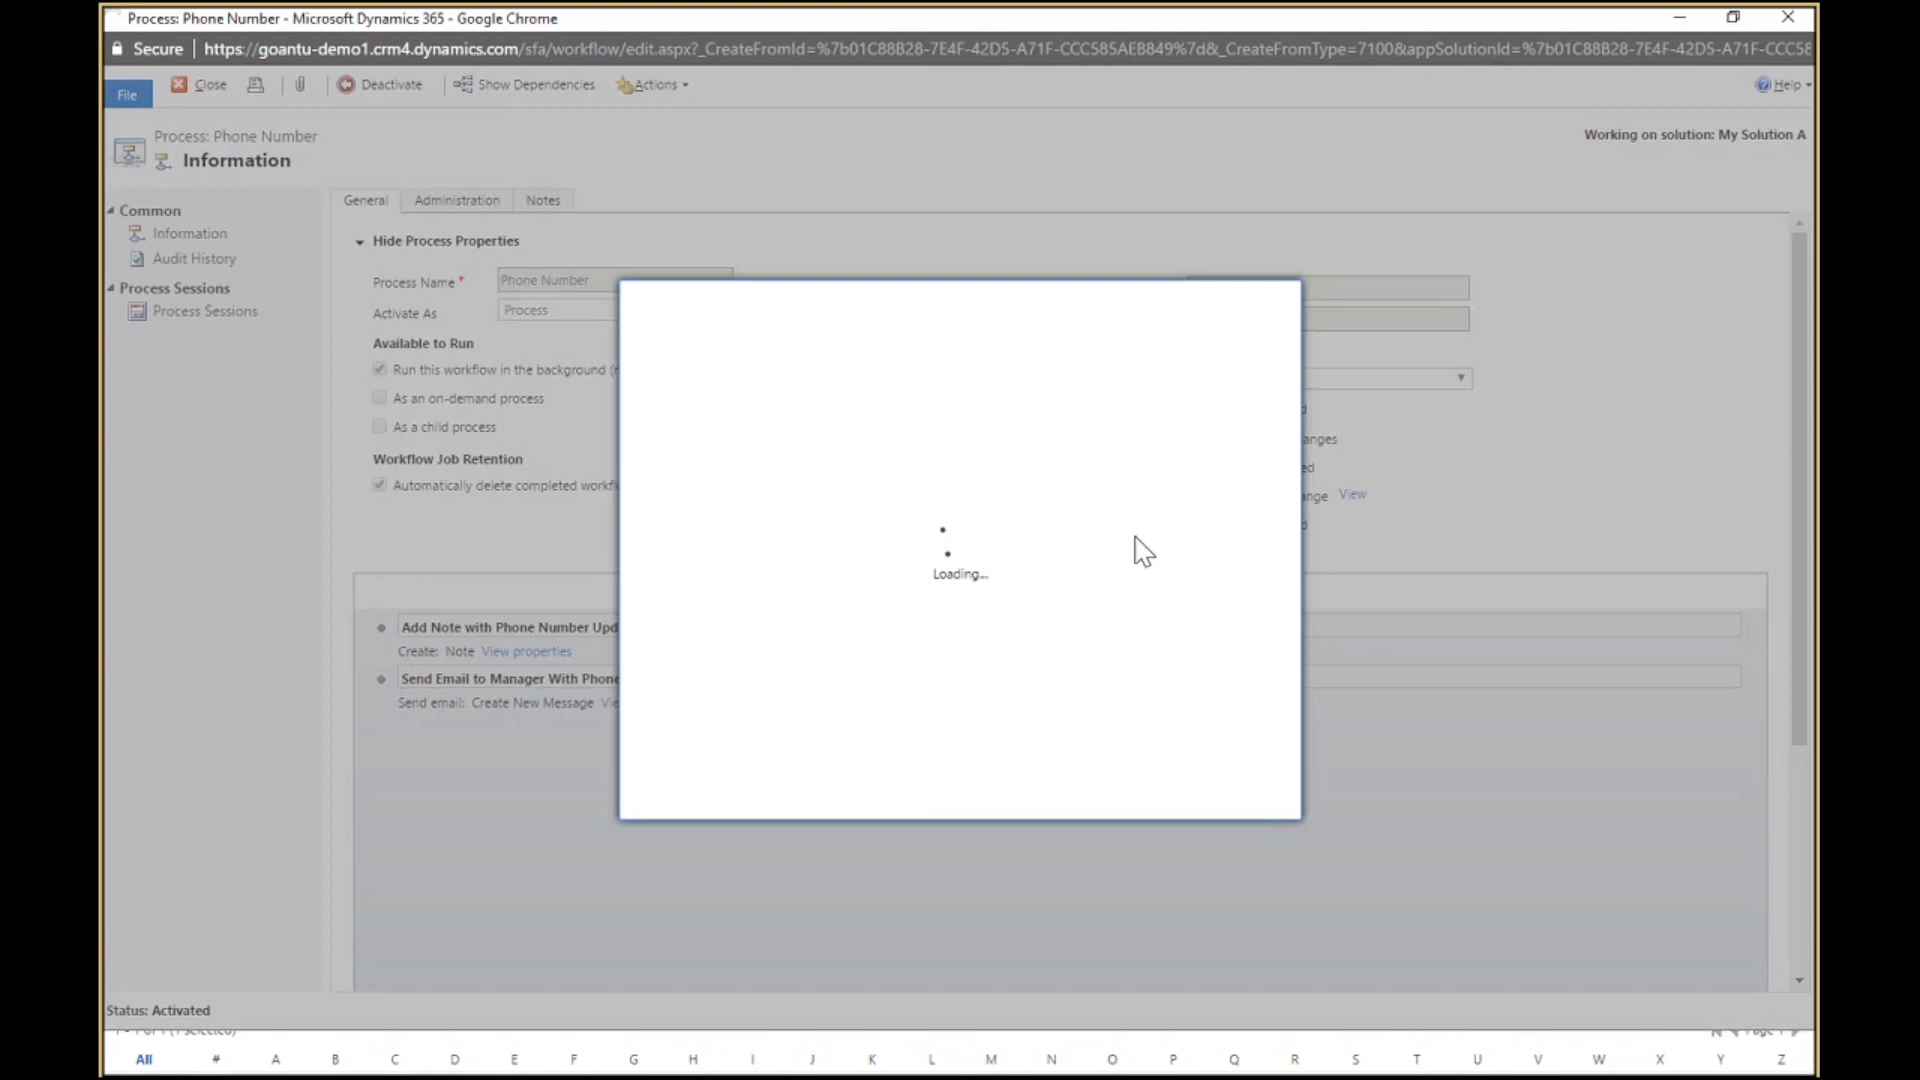 Process: Phone Number - Microsoft Dynamics 365 - Google Chrome
Secure https://goantu-demo1.crm4.dynamics.com/sfa/workflow/edit.aspx?_CreateFromId=%7b01C88B28-7E4F-42D5-A71F-CCC585AEB849%7d&_CreateFromType=7100&appSolutionId=%7b01C88B28-7E4F-42D5-A71F-CCC58
File Close Deactivate Show Dependencies Actions Help
Process: Phone Number
Information
Working on solution: My Solution A
Common
Information
Audit History
Process Sessions
Process Sessions
General Administration Notes
Hide Process Properties
Process Name * Phone Number
Activate As Process
Available to Run
Run this workflow in the background (r
As an on-demand process
As a child process
Workflow Job Retention
Automatically delete completed workfl
d
anges
ed
ange View
d
Loading...
Add Note with Phone Number Upd
Create: Note View properties
Send Email to Manager With Phone
Send email: Create New Message Vie
Status: Activated
All # A B C D E F G H I J K L M N O P Q R S T U V W X Y Z